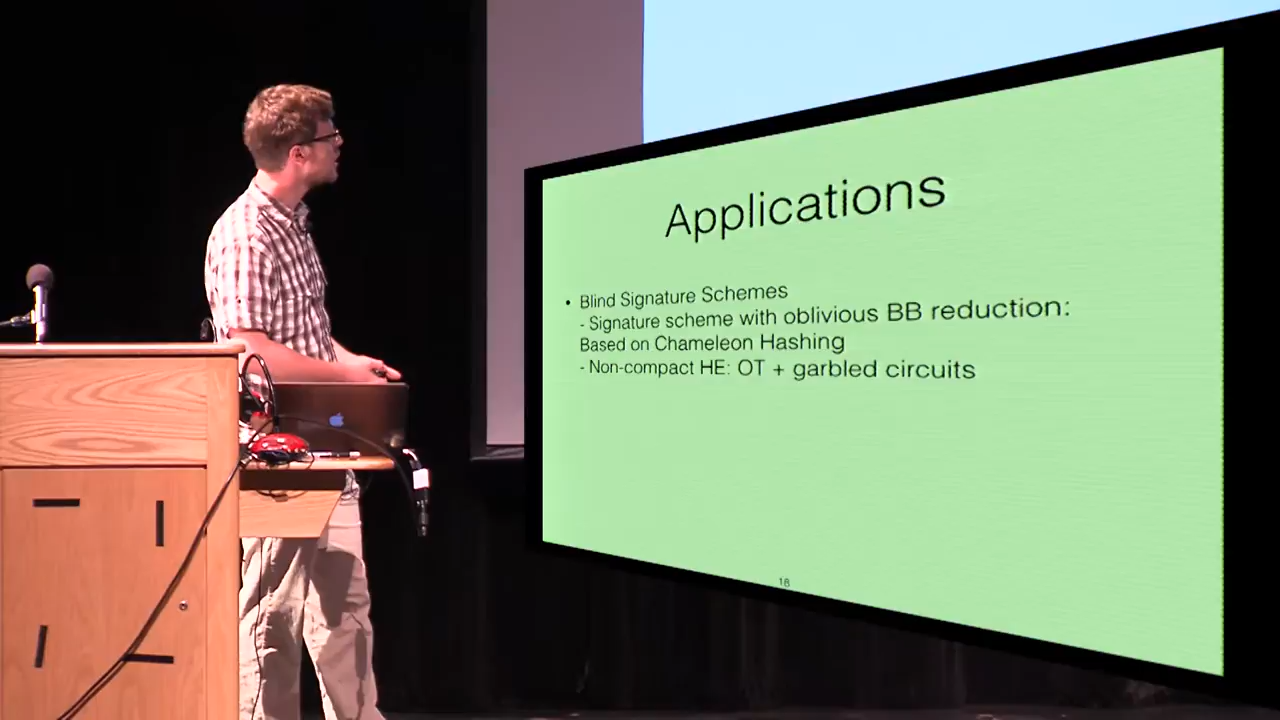 Applications
• Blind Signature Schemes
- Signature scheme with oblivious BB reduction:
Based on Chameleon Hashing
- Non-compact HE: OT + garbled circuits
18